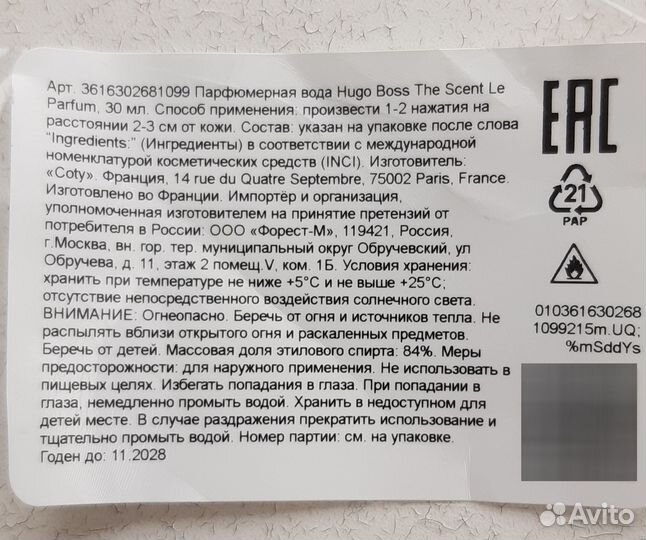 Арт. 3616302681099 Парфюмерная вода Hugo Boss The Scent Le
Parfum, 30 мл. Способ применения: произвести 1-2 нажатия на
расстоянии 2-3 см от кожи. Состав: указан на упаковке после слова
"Ingredients:" (Ингредиенты) в соответствии с международной
номенклатурой косметических средств (INCI). Изготовитель:
«Coty». Франция, 14 rue du Quatre Septembre, 75002 Paris, France.
Изготовлено во Франции. Импортёр и организация,
уполномоченная изготовителем на принятие претензий от
потребителя в России: ООО «Форест-М», 119421, Россия,
г.Москва, вн. гор. тер. муниципальный округ Обручевский, ул
Обручева, д. 11, этаж 2 помещ.V, ком. 1Б. Условия хранения:
хранить при температуре не ниже +5°С и не выше +25°С;
отсутствие непосредственного воздействия солнечного света.
ВНИМАНИЕ: Огнеопасно. Беречь от огня и источников тепла. Не
распылять вблизи открытого огня и раскаленных предметов.
Беречь от детей. Массовая доля этилового спирта: 84%. Меры
предосторожности: для наружного применения. Не использовать в
пищевых целях. Избегать попадания в глаза. При попадании в
глаза, немедленно промыть водой. Хранить в недоступном для
детей месте. В случае раздражения прекратить использование и
тщательно промыть водой. Номер партии: см. на упаковке.
Годен до: 11.2028
EAC
21
PAP
010361630268
1099215m.UQ;
%mSddYs
Avito